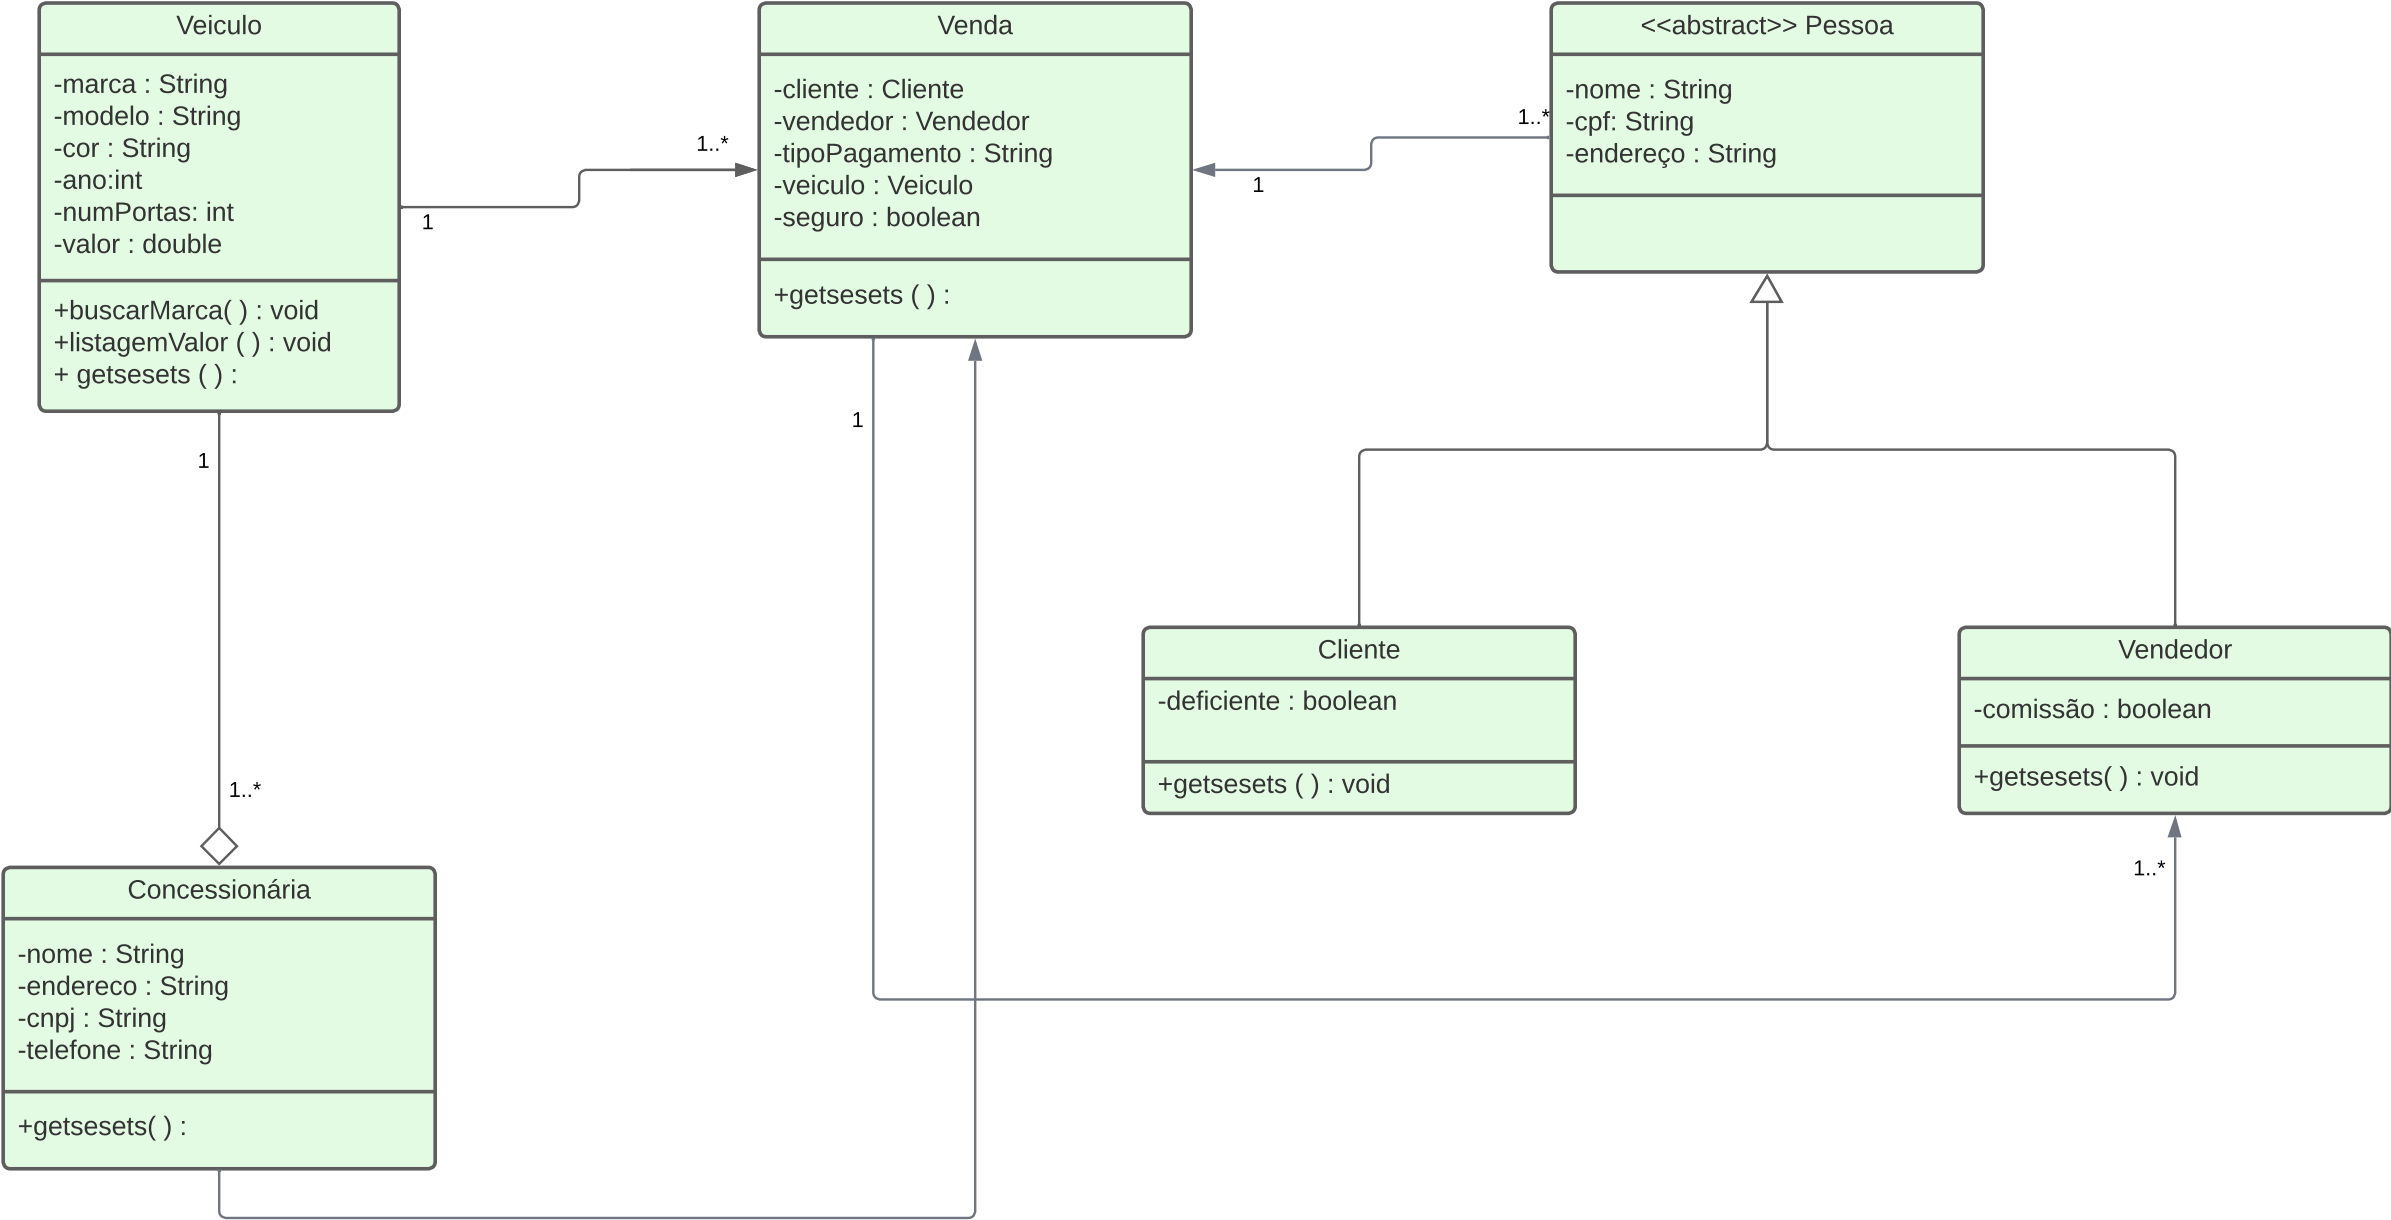 Veiculo
-marca : String
-modelo : String
-cor : String
-ano:int
-numPortas: int
-valor : double
+buscarMarca( ) : void
+listagemValor ( ) : void
+ getsesets ( ) :
1
1..*
Venda
-cliente : Cliente
-vendedor : Vendedor
-tipoPagamento : String
-veiculo : Veiculo
-seguro : boolean
+getsesets ( ) :
1
1..*
<<abstract>> Pessoa
-nome : String
-cpf: String
-endereço : String
1
1
1..*
Cliente
-deficiente : boolean
+getsesets ( ) : void
Vendedor
-comissão : boolean
+getsesets( ) : void
1..*
Concessionária
-nome : String
-endereco : String
-cnpj : String
-telefone : String
+getsesets( ) :